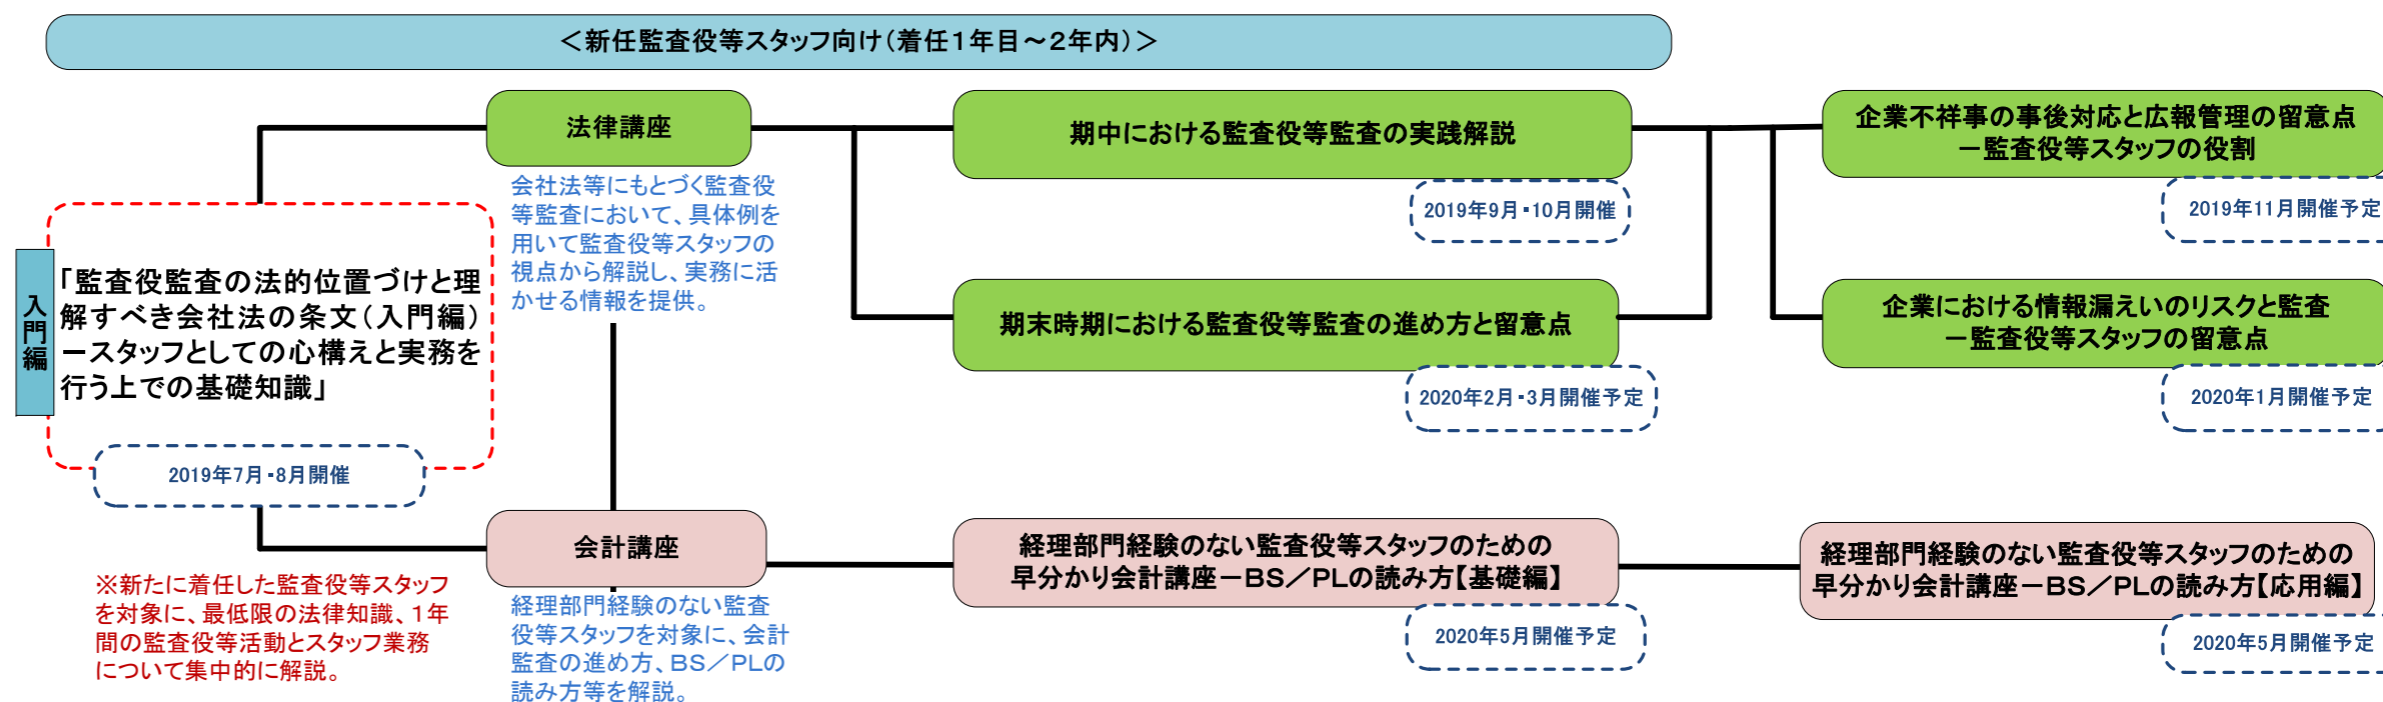 ＜新任監査役等スタッフ向け（着任１年目～２年内）＞
入門編
「監査役監査の法的位置づけと理
解すべき会社法の条文（入門編）
ースタッフとしての心構えと実務を
行う上での基礎知識」
2019年7月・8月開催
※新たに着任した監査役等スタッフ
を対象に、最低限の法律知識、１年
間の監査役等活動とスタッフ業務
について集中的に解説。
法律講座
会社法等にもとづく監査役
等監査において、具体例を
用いて監査役等スタッフの
視点から解説し、実務に活
かせる情報を提供。
期中における監査役等監査の実践解説
2019年9月・10月開催
期末時期における監査役等監査の進め方と留意点
2020年2月・3月開催予定
企業不祥事の事後対応と広報管理の留意点
－監査役等スタッフの役割
2019年11月開催予定
企業における情報漏えいのリスクと監査
－監査役等スタッフの留意点
2020年1月開催予定
会計講座
経理部門経験のない監査
役等スタッフを対象に、会計
監査の進め方、ＢＳ／ＰＬの
読み方等を解説。
経理部門経験のない監査役等スタッフのための
早分かり会計講座－ＢＳ／ＰＬの読み方【基礎編】
2020年5月開催予定
経理部門経験のない監査役等スタッフのための
早分かり会計講座－ＢＳ／ＰＬの読み方【応用編】
2020年5月開催予定